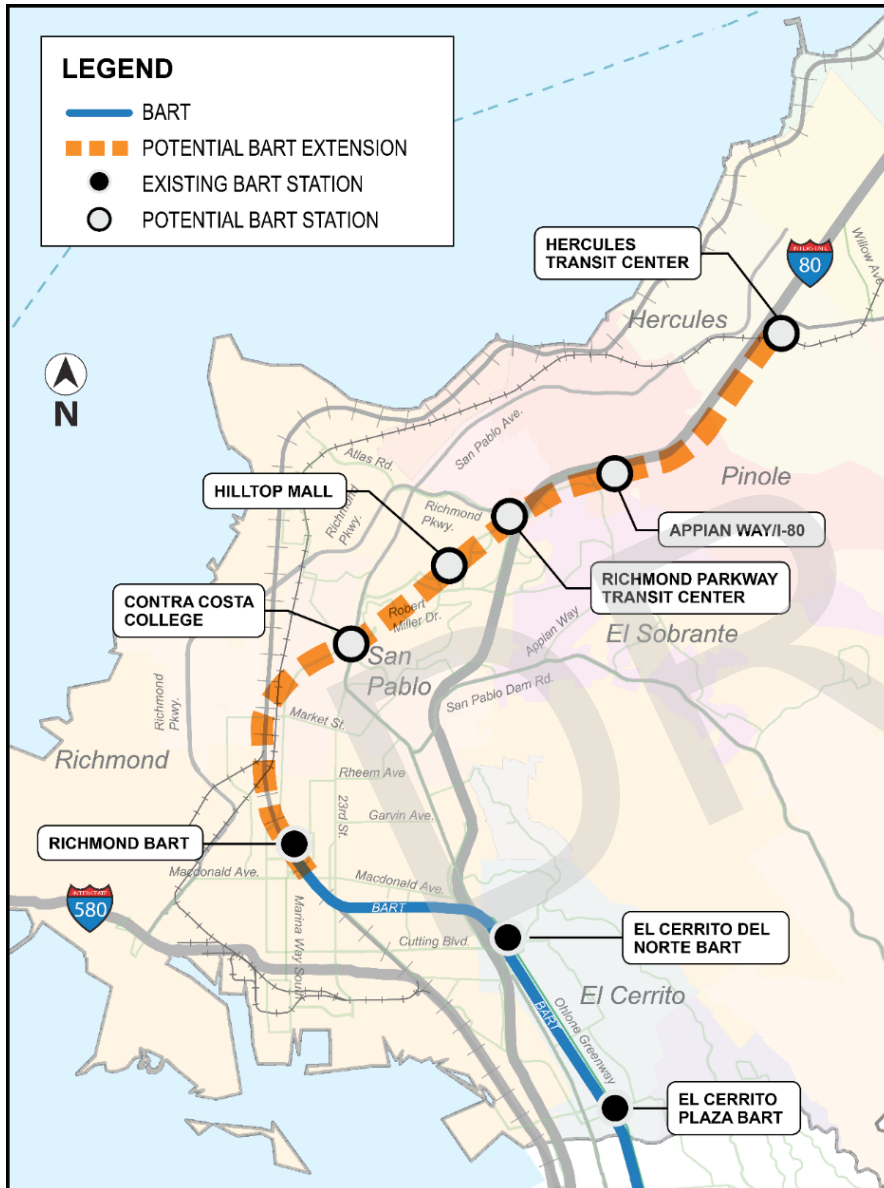 LEGEND
BART
POTENTIAL BART EXTENSION
EXISTING BART STATION
POTENTIAL BART STATION
HERCULES
TRANSIT CENTER
INTERSTATE
80
Willow Ave
Hercules
N
San Pablo Ave.
Atlas Rd.
HILLTOP MALL
Richmond
Pkwy.
Richmond
Pkwy.
Pinole
APPIAN WAY/I-80
RICHMOND PARKWAY
TRANSIT CENTER
CONTRA COSTA
COLLEGE
Robert
Miller Dr.
Appian Way
El Sobrante
San
Pablo
San Pablo Dam Rd.
Richmond
Pkwy.
Market St.
Richmond
Rheem Ave
23rd St.
Garvin Ave.
RICHMOND BART
Macdonald Ave.
Macdonald Ave.
INTERSTATE
580
BART
Marina Way South
Cutting Blvd.
EL CERRITO DEL
NORTE BART
El Cerrito
BART
Ohlone Greenway
EL CERRITO
PLAZA BART
DR